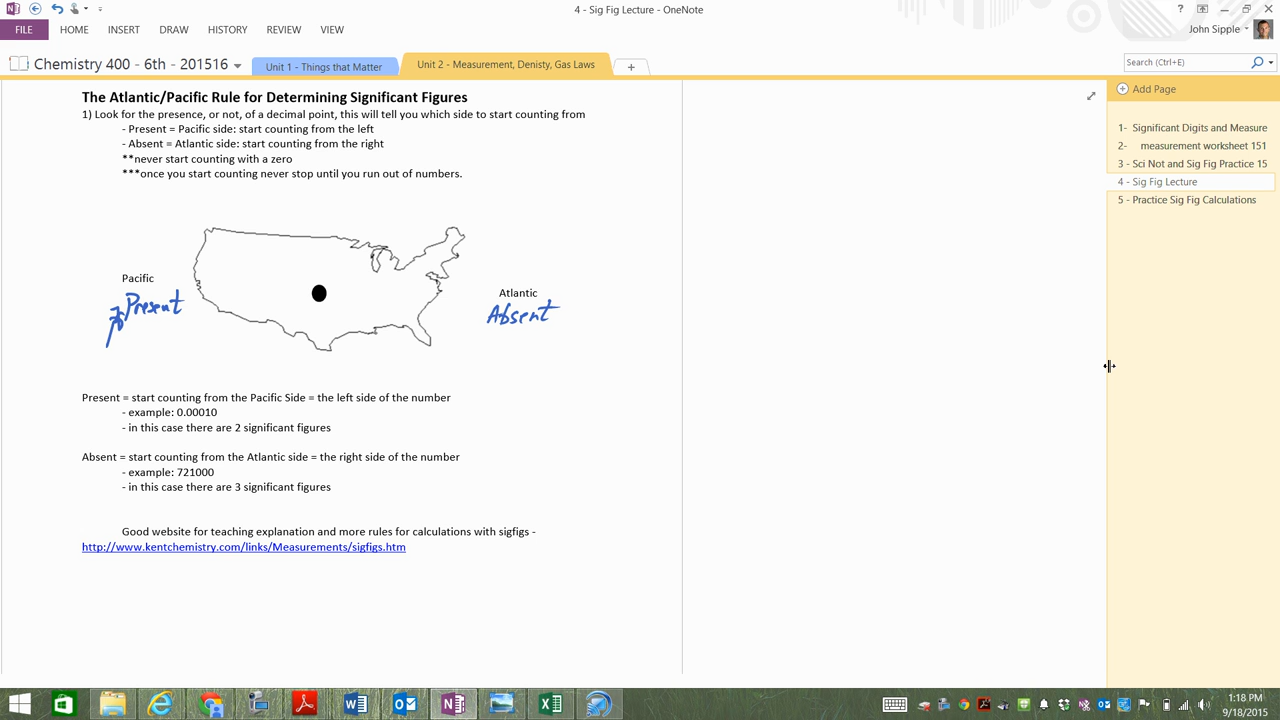 4 - Sig Fig Lecture - OneNote
FILE HOME INSERT DRAW HISTORY REVIEW VIEW
John Sipple
Chemistry 400 - 6th - 201516
Unit 1 - Things that Matter
Unit 2 - Measurement, Denisty, Gas Laws
Search (Ctrl+E)
The Atlantic/Pacific Rule for Determining Significant Figures
1) Look for the presence, or not, of a decimal point, this will tell you which side to start counting from
- Present = Pacific side: start counting from the left
- Absent = Atlantic side: start counting from the right
**never start counting with a zero
***once you start counting never stop until you run out of numbers.
Pacific
Present
Atlantic
Absent
Present = start counting from the Pacific Side = the left side of the number
- example: 0.00010
- in this case there are 2 significant figures
Absent = start counting from the Atlantic side = the right side of the number
- example: 721000
- in this case there are 3 significant figures
Good website for teaching explanation and more rules for calculations with sigfigs -
http://www.kentchemistry.com/links/Measurements/sigfigs.htm
Add Page
1- Significant Digits and Measure
2- measurement worksheet 151
3 - Sci Not and Sig Fig Practice 15
4 - Sig Fig Lecture
5 - Practice Sig Fig Calculations
1:18 PM
9/18/2015